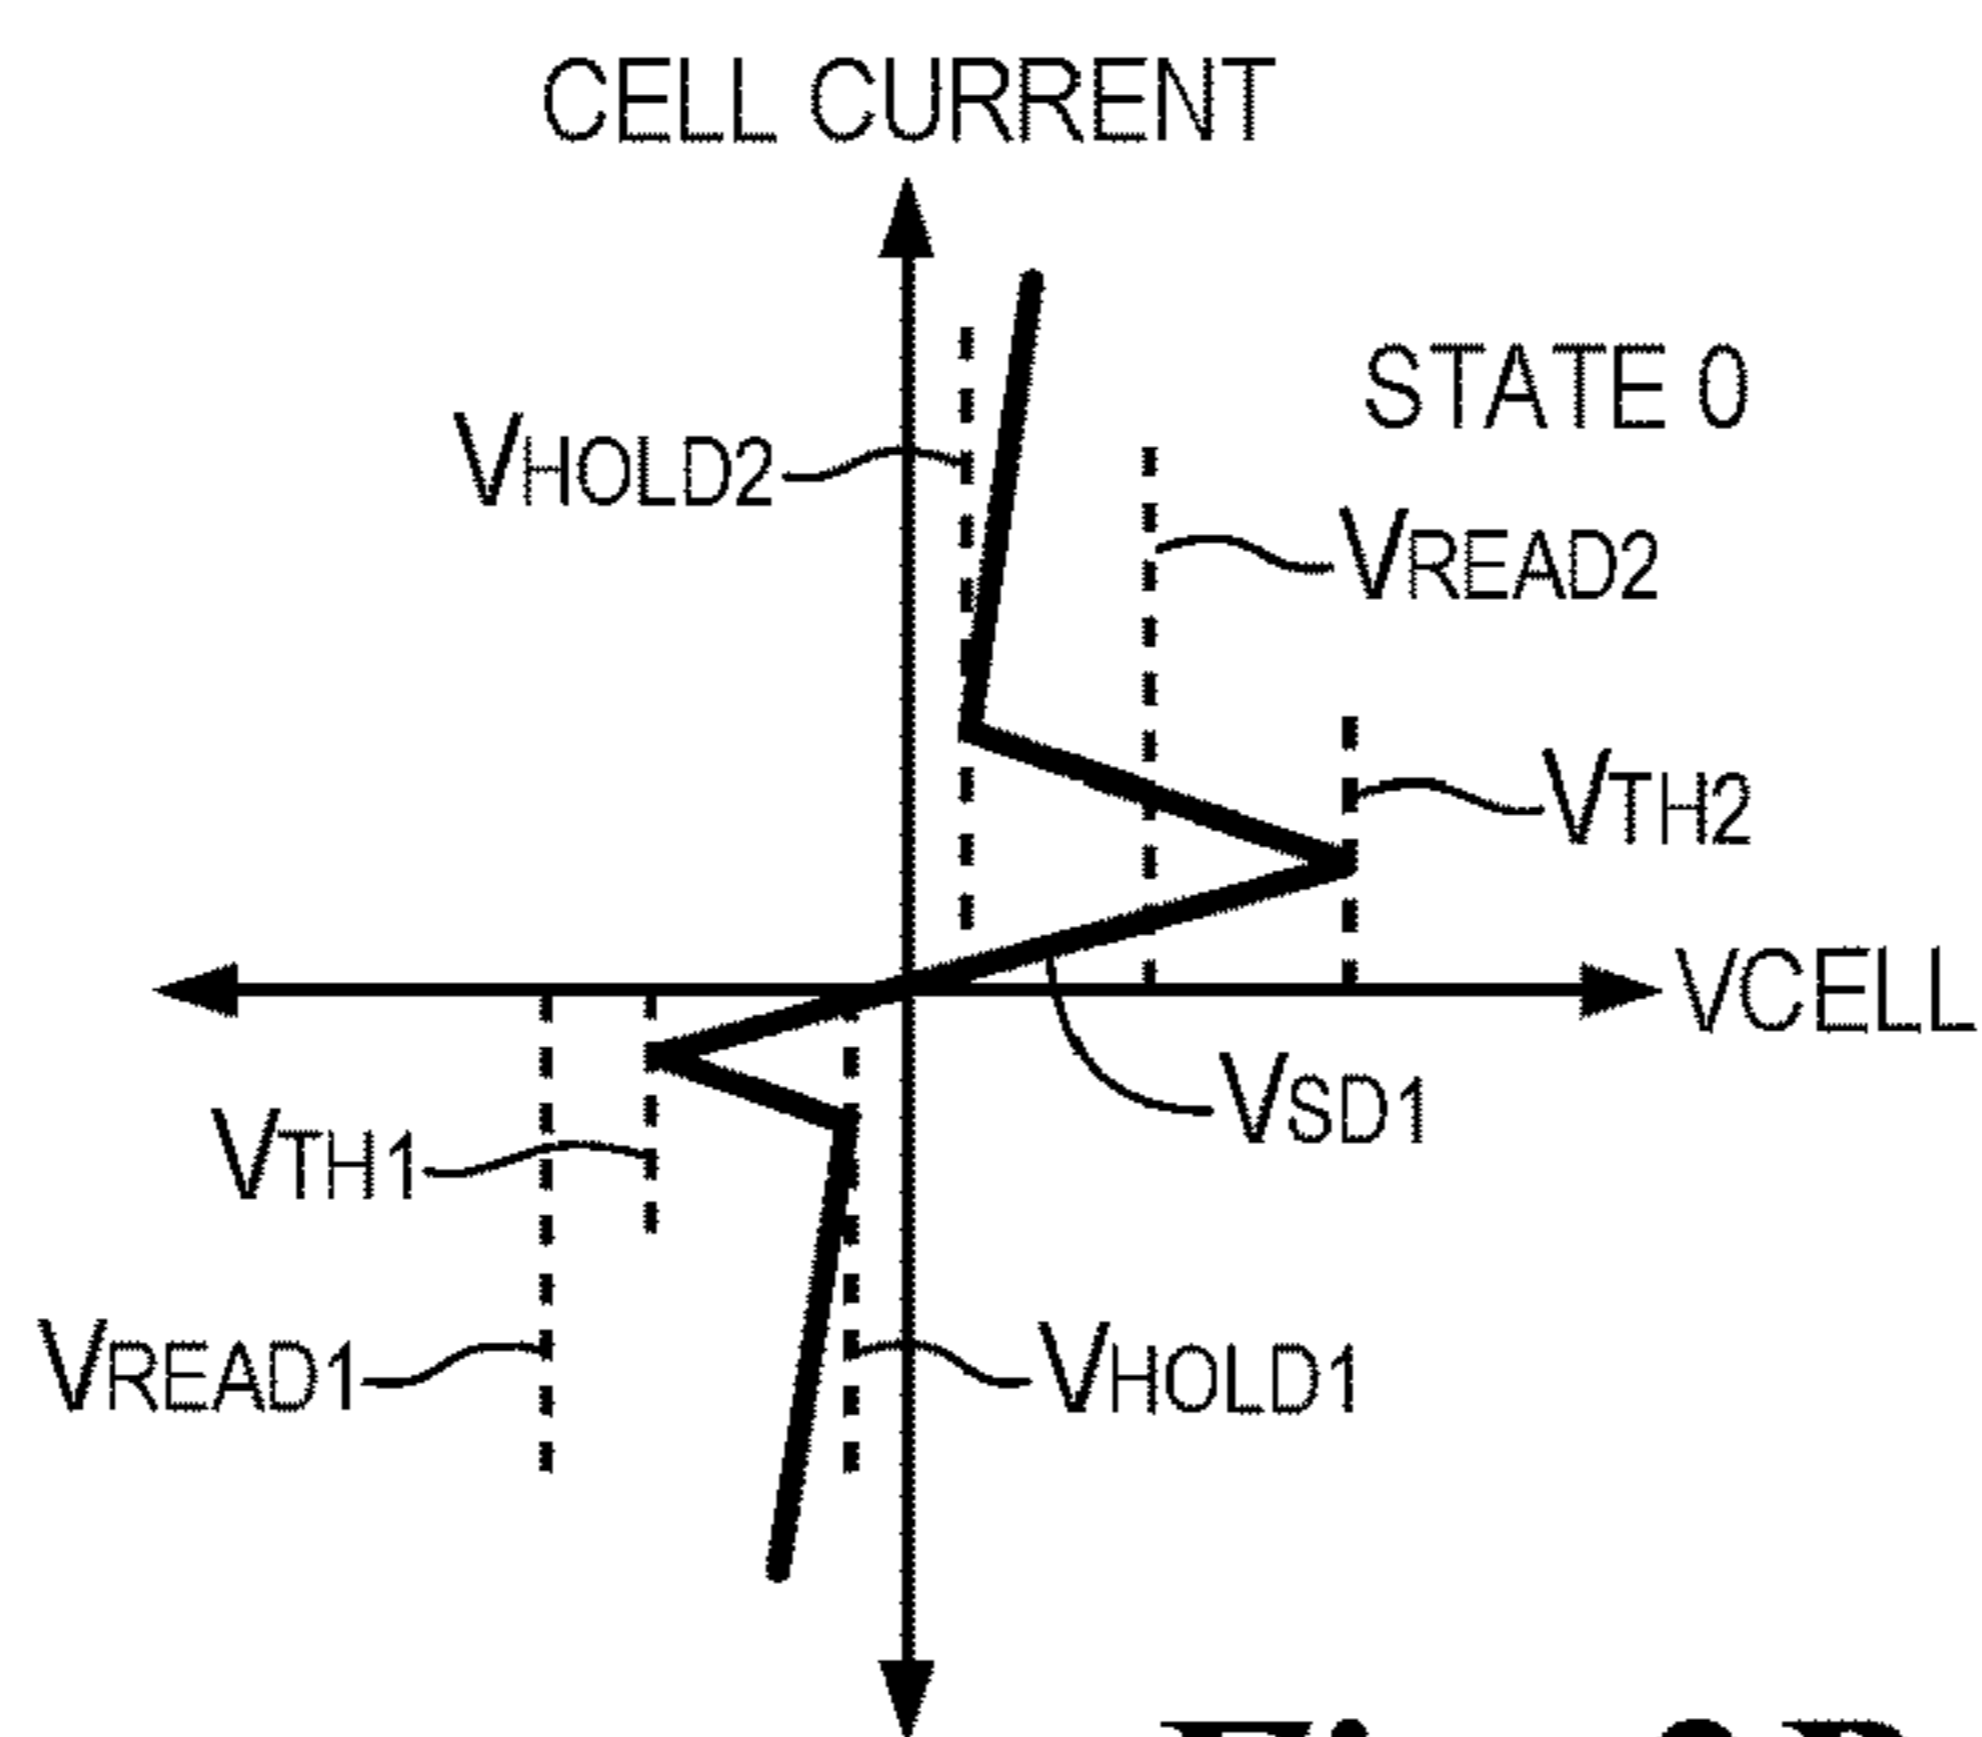 CELL CURRENT
STATE 0
VHOLD2
VREAD2
VTH2
VCELL
VSD1
VTH1
VREAD1
VHOLD1